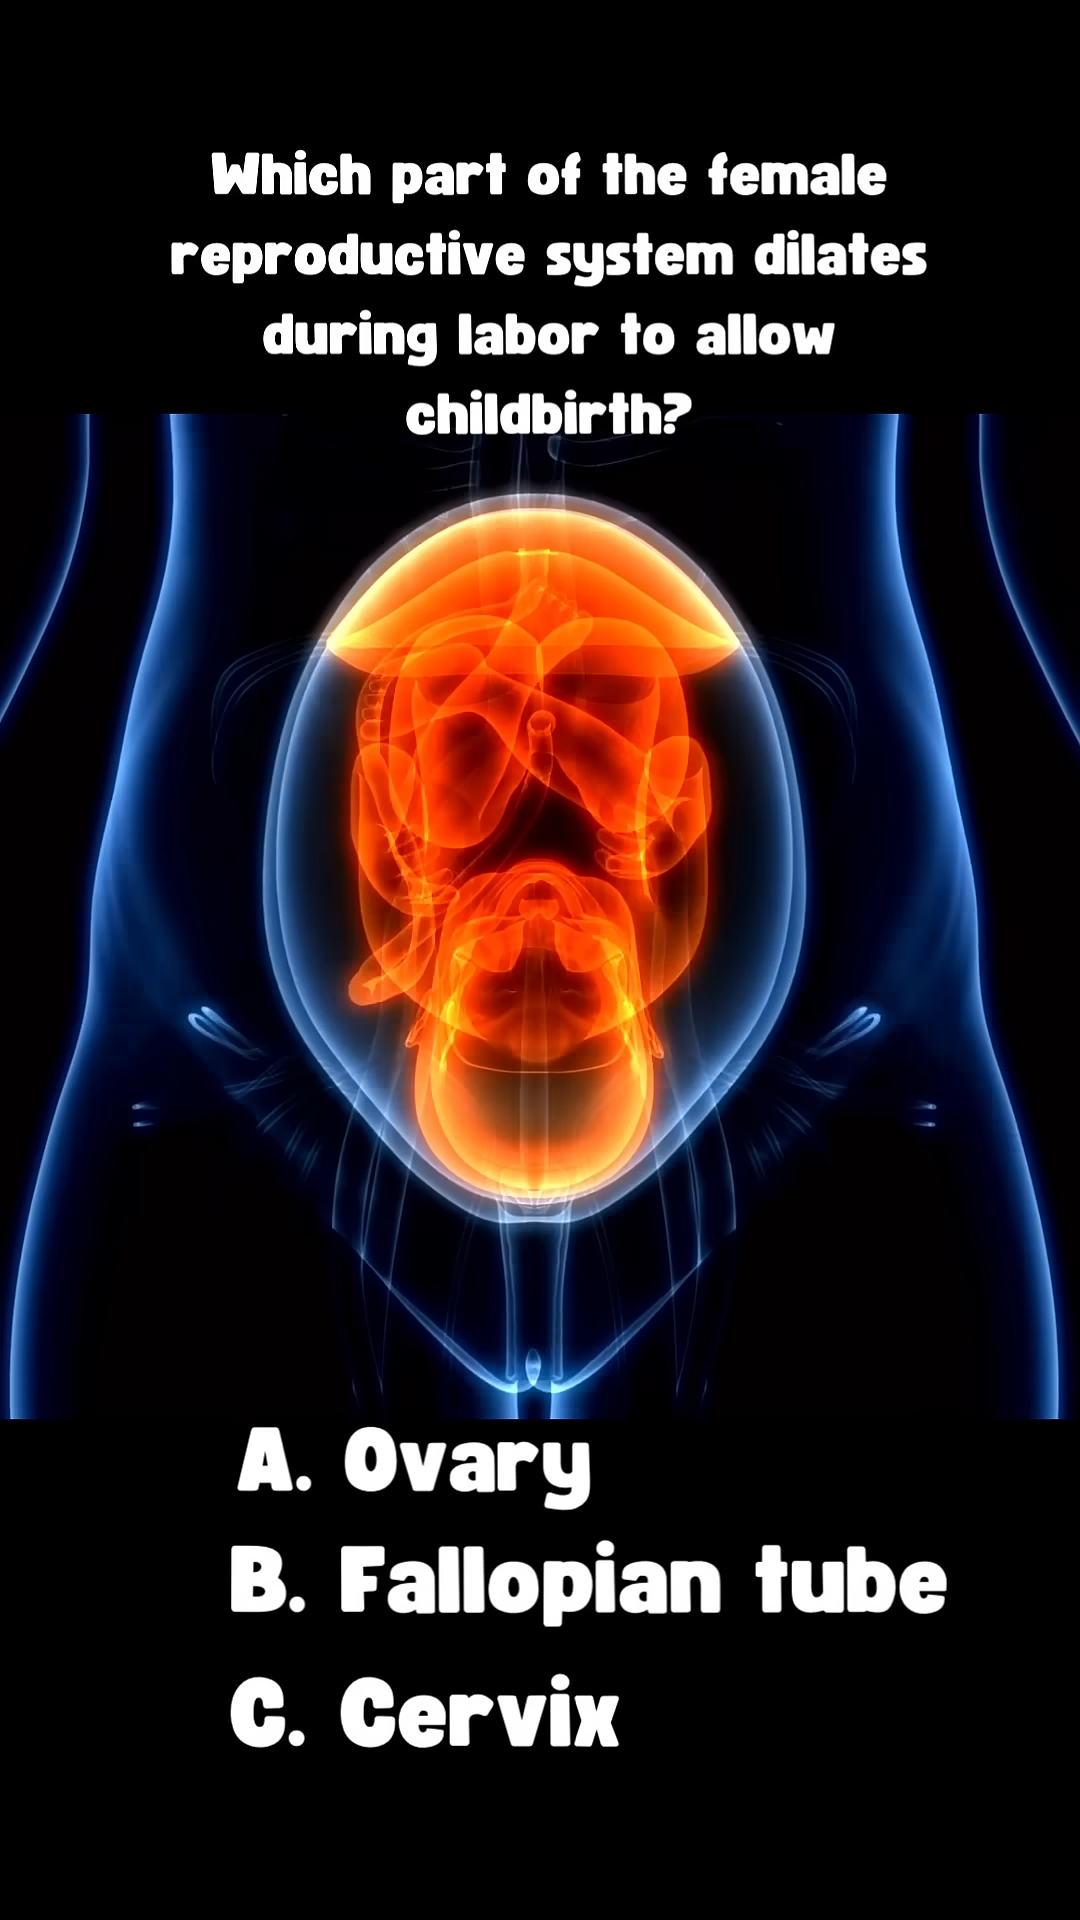 Which part of the female
reproductive system dilates
during labor to allow
childbirth?
A. Ovary
B. Fallopian tube
C. Cervix